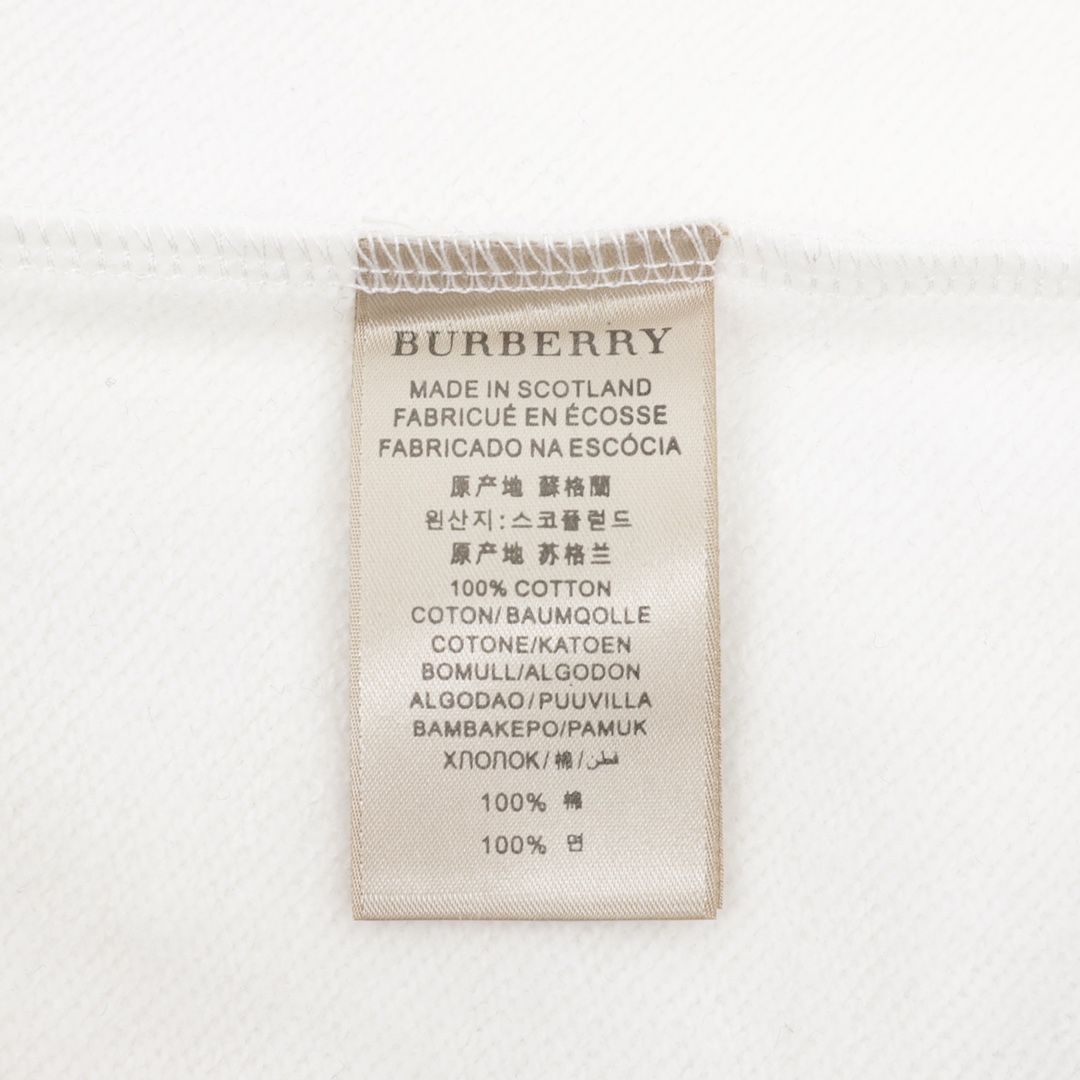 BURBERRY
MADE IN SCOTLAND
FABRICUÉ EN ÉCOSSE
FABRICADO NA ESCÓCIA
原产地 蘇格蘭
원산지:스코틀런드
原产地 苏格兰
100% COTTON
COTON/BAUMQOLLE
COTONE/KATOEN
BOMULL/ALGODON
ALGODAO/PUUVILLA
BAMBAKEPO/PAMUK
ХПОПОК/棉/قطن
100% 棉
100% 면